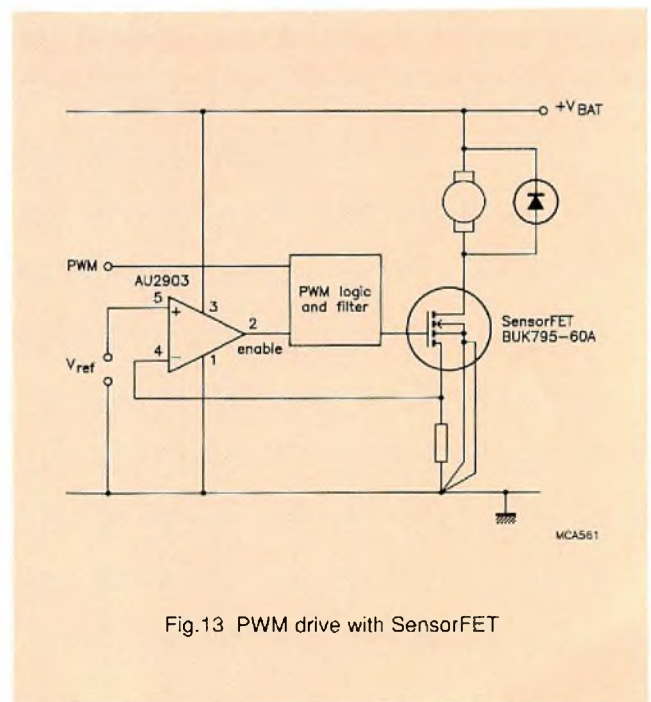 +VBAT
PWM
AU2903
5
+
3
PWM logic
and filter
2
enable
4
−
1
Vref
SensorFET
BUK795-60A
MCA561
Fig.13 PWM drive with SensorFET